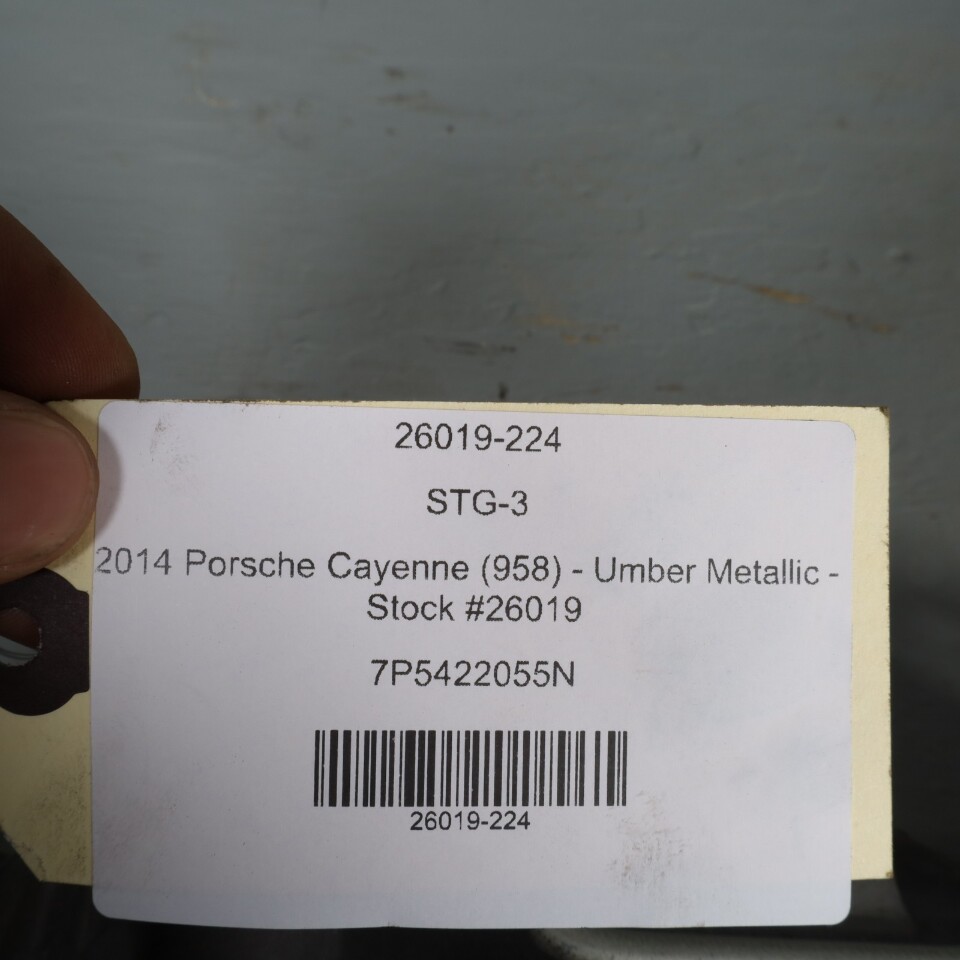 26019-224
STG-3
2014 Porsche Cayenne (958) - Umber Metallic -
Stock #26019
7P5422055N
26019-224